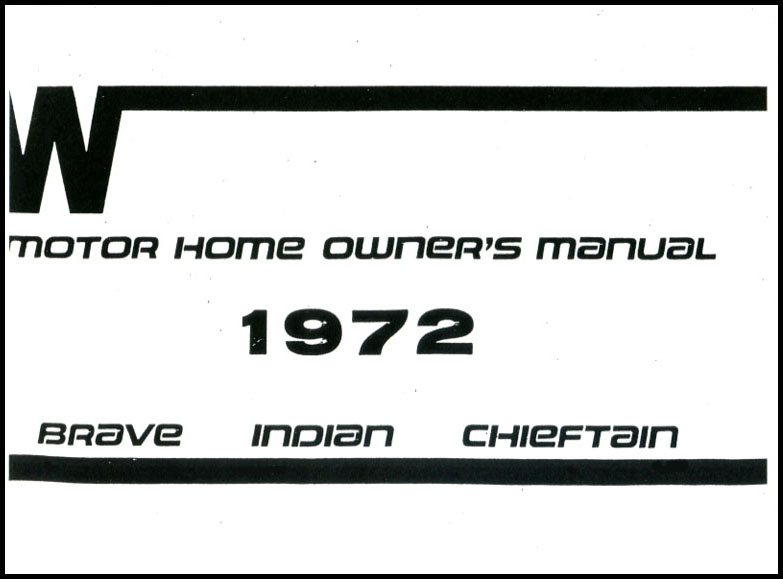 W
MOTOR HOME OWNER'S MANUAL
1972
BRAVE INDIAN CHIEFTAIN